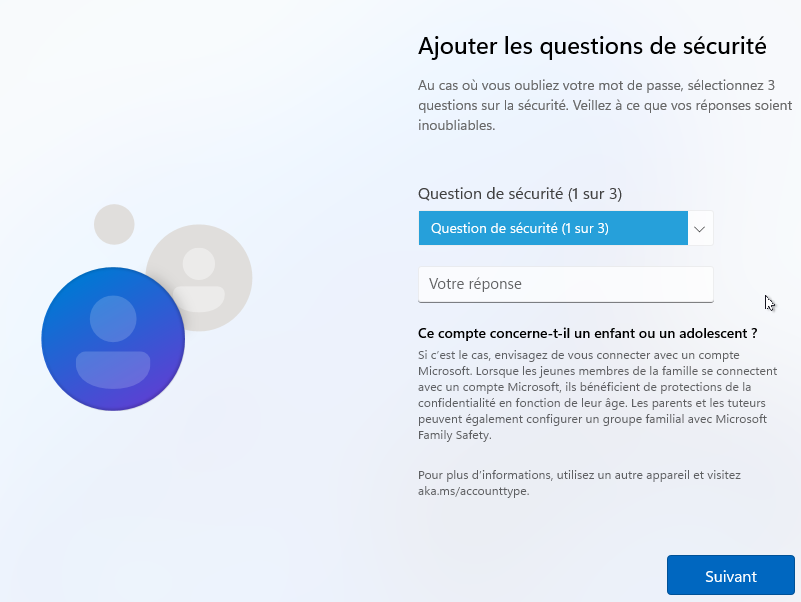 Ajouter les questions de sécurité
Au cas où vous oubliez votre mot de passe, sélectionnez 3
questions sur la sécurité. Veillez à ce que vos réponses soient
inoubliables.
Question de sécurité (1 sur 3)
Question de sécurité (1 sur 3)
Votre réponse
Ce compte concerne-t-il un enfant ou un adolescent ?
Si c’est le cas, envisagez de vous connecter avec un compte
Microsoft. Lorsque les jeunes membres de la famille se connectent
avec un compte Microsoft, ils bénéficient de protections de la
confidentialité en fonction de leur âge. Les parents et les tuteurs
peuvent également configurer un groupe familial avec Microsoft
Family Safety.
Pour plus d’informations, utilisez un autre appareil et visitez
aka.ms/accounttype.
Suivant